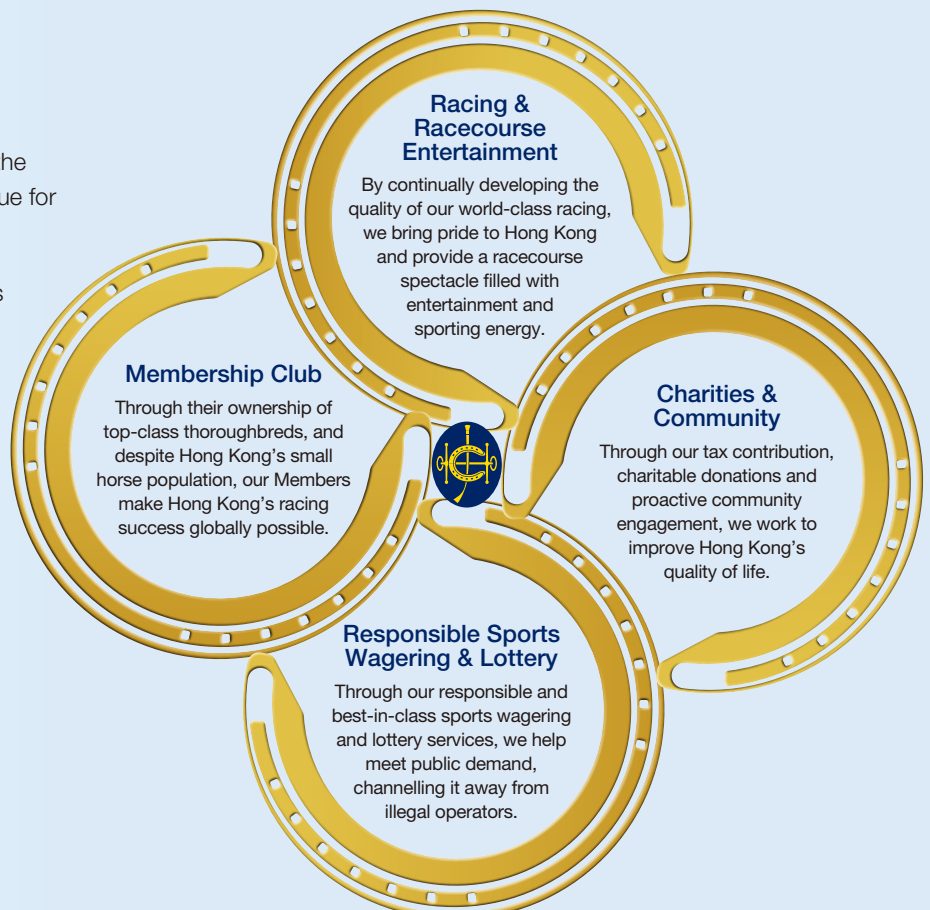 the
ue for
s
Racing &
Racecourse
Entertainment
By continually developing the
quality of our world-class racing,
we bring pride to Hong Kong
and provide a racecourse
spectacle filled with
entertainment and
sporting energy.
Membership Club
Through their ownership of
top-class thoroughbreds, and
despite Hong Kong’s small
horse population, our Members
make Hong Kong’s racing
success globally possible.
Charities &
Community
Through our tax contribution,
charitable donations and
proactive community
engagement, we work to
improve Hong Kong’s
quality of life.
Responsible Sports
Wagering & Lottery
Through our responsible and
best-in-class sports wagering
and lottery services, we help
meet public demand,
channelling it away from
illegal operators.